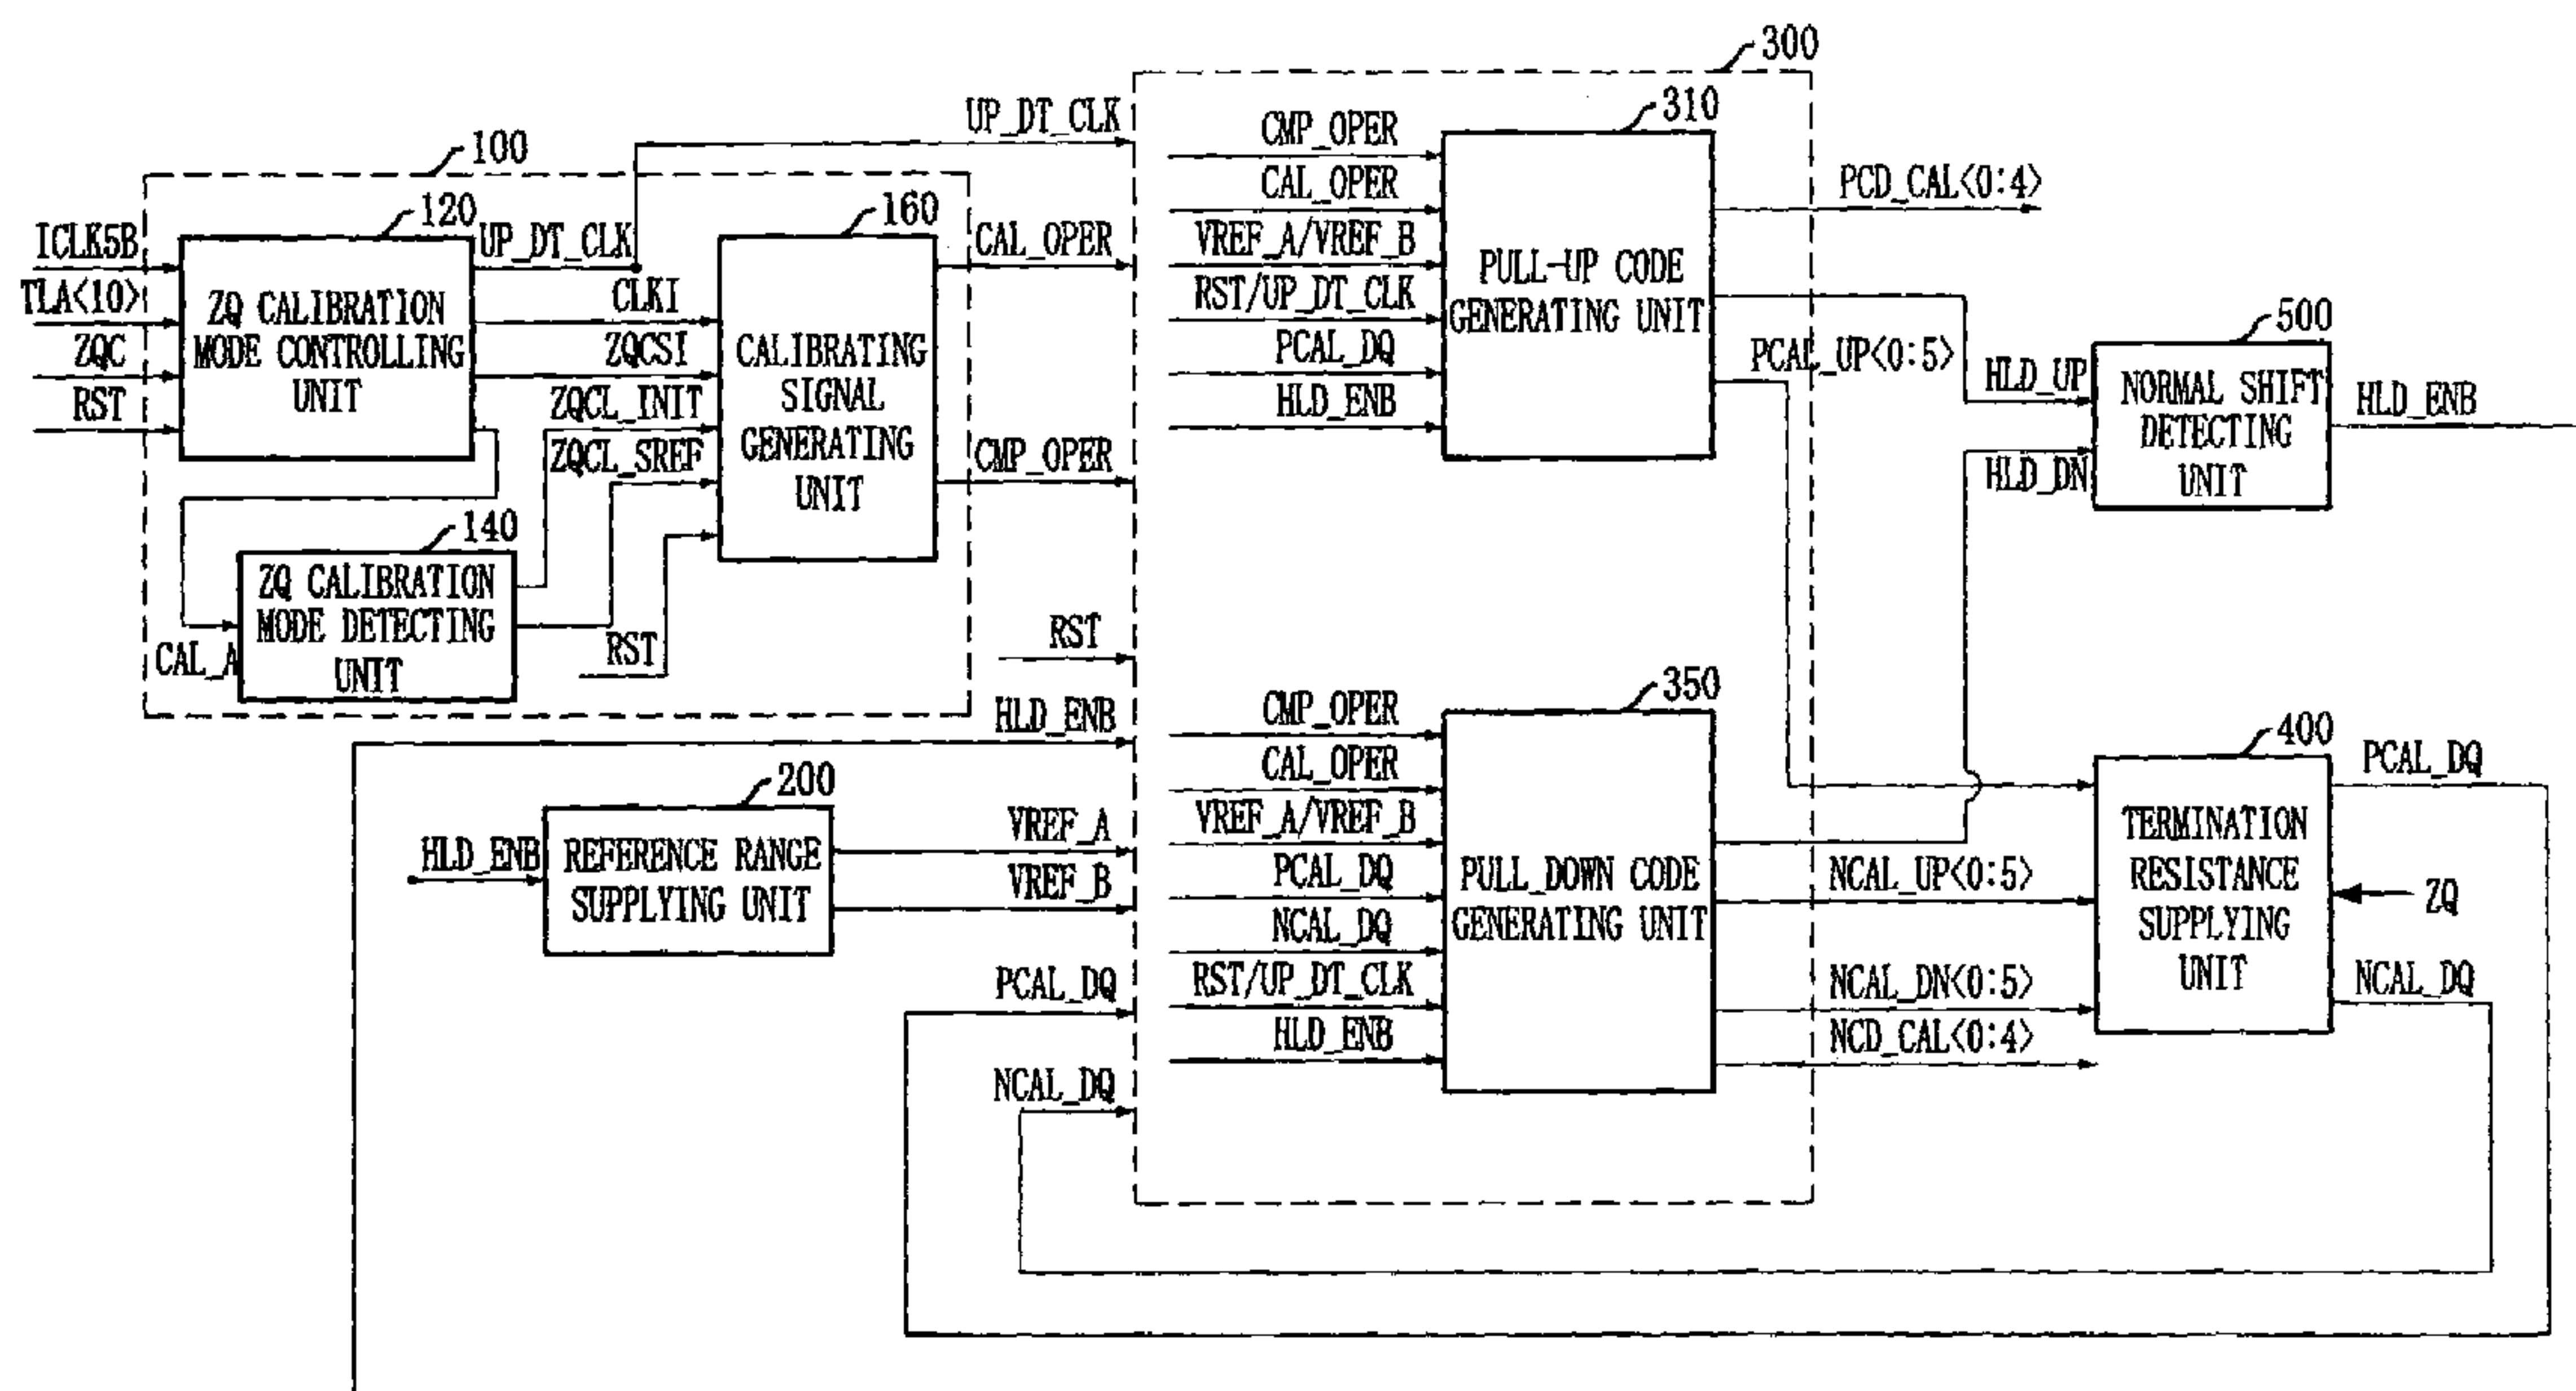 300
UP_DT_CLK
310
CMP_OPER
CAL_OPER
VREF_A/VREF_B
RST/UP_DT_CLK
PCAL_DQ
HLD_ENB
PULL-UP CODE
GENERATING UNIT
PCD_CAL<0:4>
PCAL_UP<0:5>
100
120
ICLK5B
TLA<10>
ZQC
RST
ZQ CALIBRATION
MODE CONTROLLING
UNIT
UP_DT_CLK
CLKI
ZQCSI
ZQCL_INIT
ZQCL_SREF
160
CALIBRATING
SIGNAL
GENERATING
UNIT
CAL_OPER
CMP_OPER
140
ZQ CALIBRATION
MODE DETECTING
UNIT
CAL_A
RST
RST
HLD_ENB
500
HLD_UP
HLD_DN
NORMAL SHIFT
DETECTING
UNIT
HLD_ENB
200
HLD_ENB
REFERENCE RANGE
SUPPLYING UNIT
VREF_A
VREF_B
PCAL_DQ
NCAL_DQ
350
CMP_OPER
CAL_OPER
VREF_A/VREF_B
PCAL_DQ
NCAL_DQ
RST/UP_DT_CLK
HLD_ENB
PULL_DOWN CODE
GENERATING UNIT
NCAL_UP<0:5>
NCAL_DN<0:5>
NCD_CAL<0:4>
400
TERMINATION
RESISTANCE
SUPPLYING
UNIT
PCAL_DQ
ZQ
NCAL_DQ